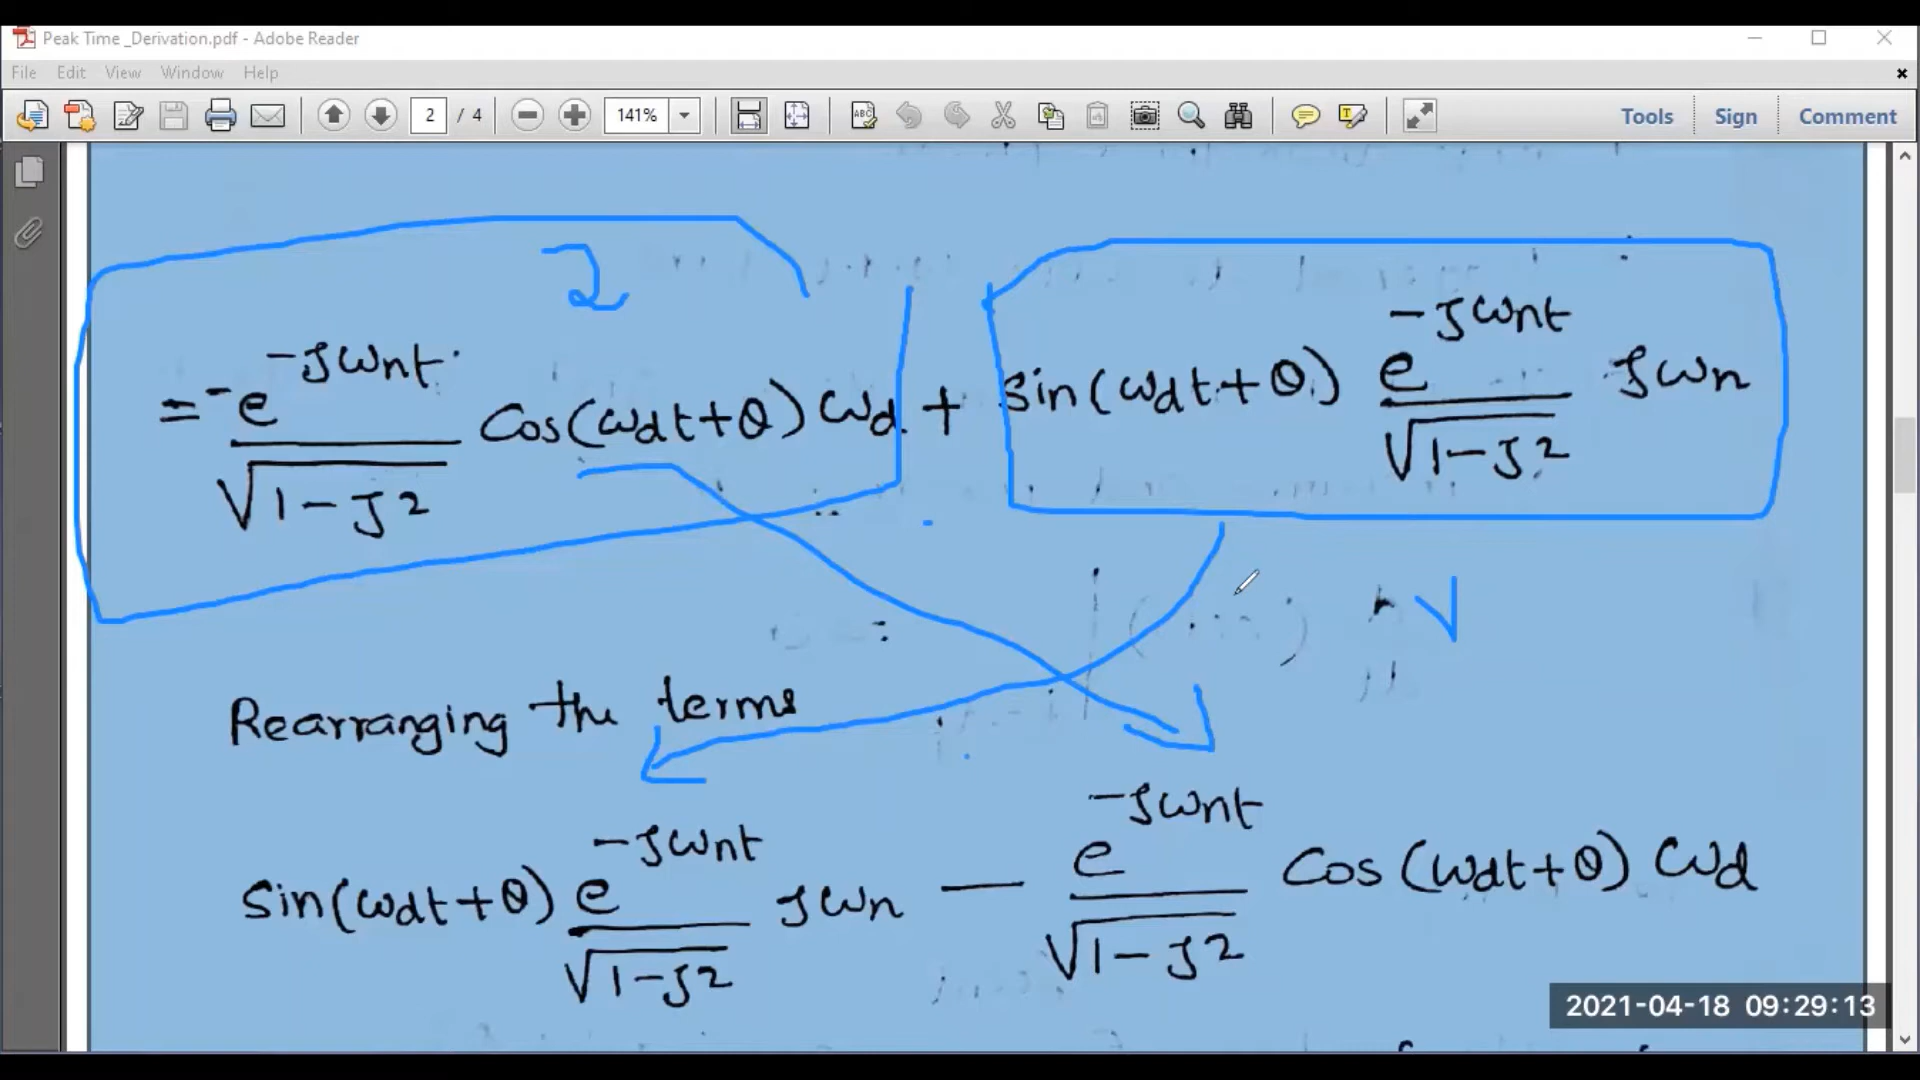 Peak Time _Derivation.pdf - Adobe Reader
File Edit View Window Help
2 / 4 141% Tools Sign Comment
2
= -e^{-ζωnt}/√(1-ζ2) Cos(ωdt+θ) ωd + sin(ωdt+θ) e^{-ζωnt}/√(1-ζ2) ζωn
Rearranging the terms
sin(ωdt+θ) e^{-ζωnt}/√(1-ζ2) ζωn — e^{-ζωnt}/√(1-ζ2) Cos(ωdt+θ) ωd
2021-04-18 09:29:13